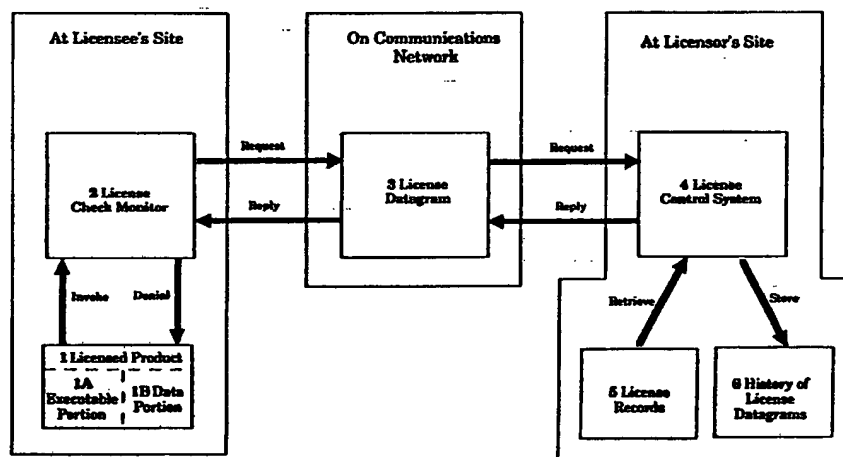 At Licensee's Site
On Communications
Network
At Licensor's Site
Request
Request
2 License
Check Monitor
3 License
Datagram
4 License
Control System
Reply
Reply
Invoke
Denial
Retrieve
Store
1 Licensed Product
1A
Executable
Portion
1B Data
Portion
5 License
Records
6 History of
License
Datagrams